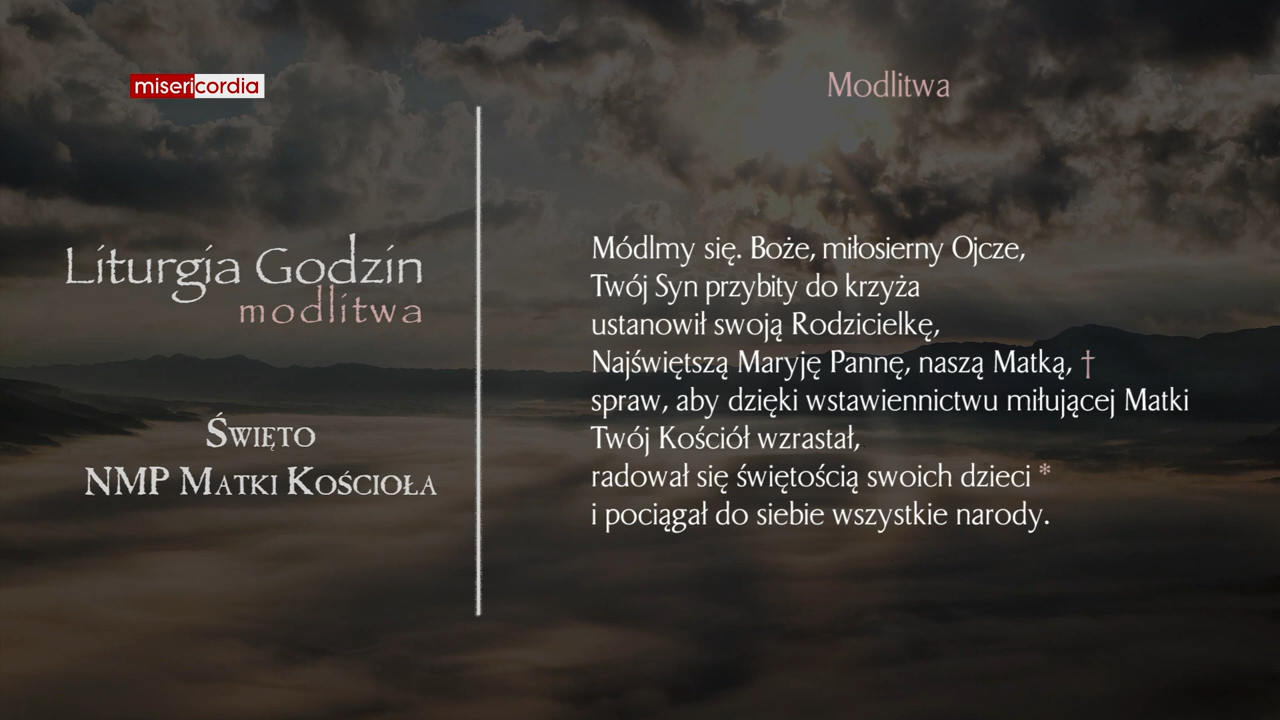 misericordia
Liturgia Godzin
modlitwa
Święto
NMP Matki Kościoła
Modlitwa
Módlmy się. Boże, miłosierny Ojcze,
Twój Syn przybity do krzyża
ustanowił swoją Rodzicielkę,
Najświętszą Maryję Pannę, naszą Matką, †
spraw, aby dzięki wstawiennictwu miłującej Matki
Twój Kościół wzrastał,
radował się świętością swoich dzieci *
i pociągał do siebie wszystkie narody.